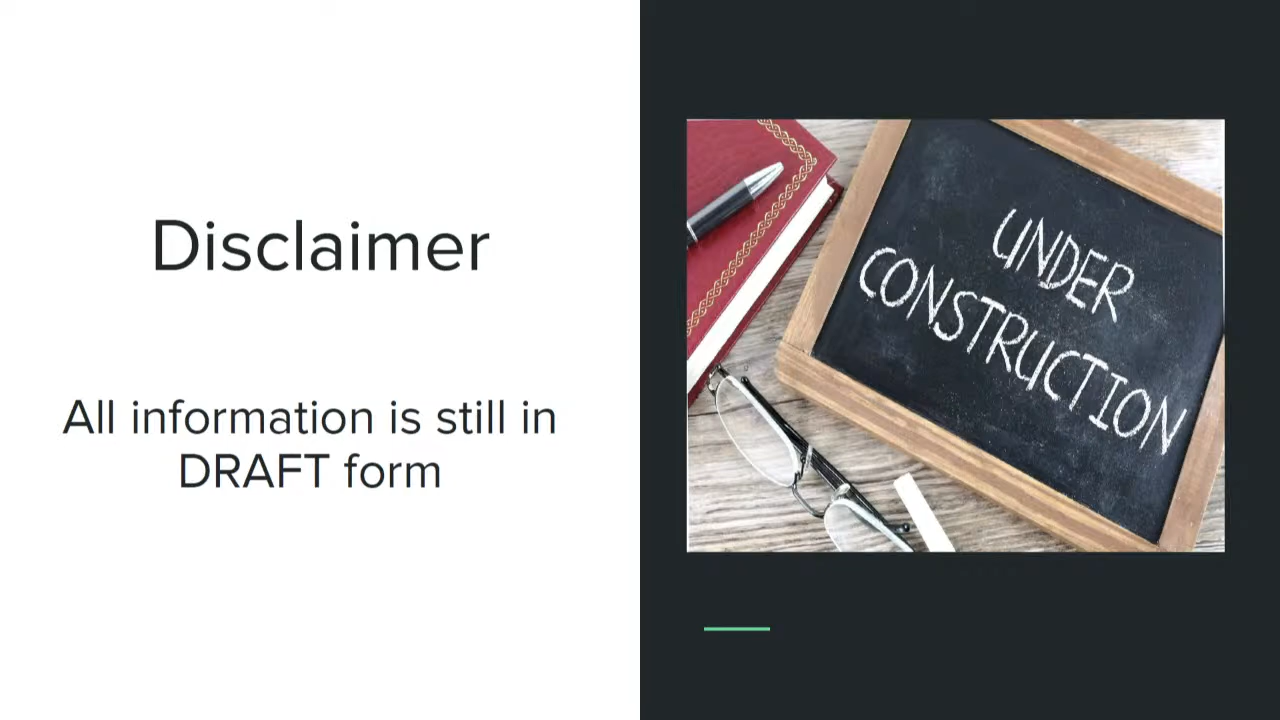 Disclaimer
All information is still in
DRAFT form
UNDER
CONSTRUCTION